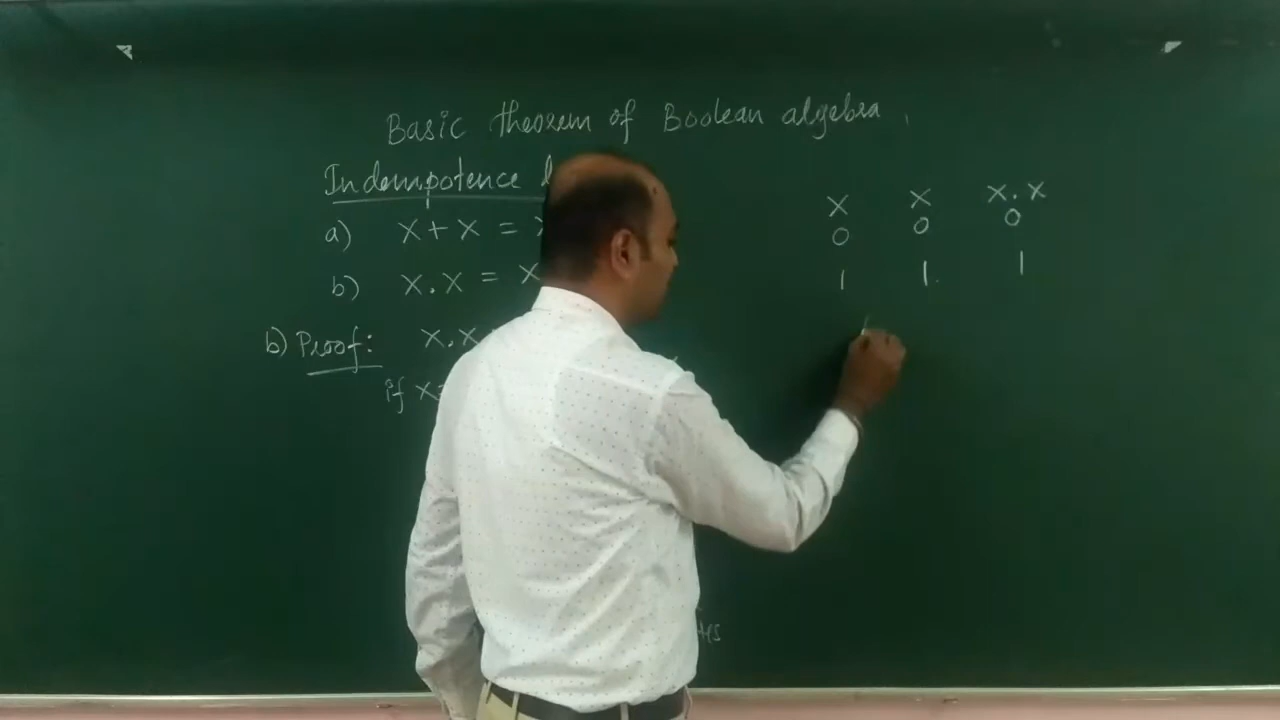 Basic theorem of Boolean algebra
Indempotence
a) X+X =
b) X.X = X
b) Proof: X.X
if X=
X X X.X
0 0 0
1 1. 1